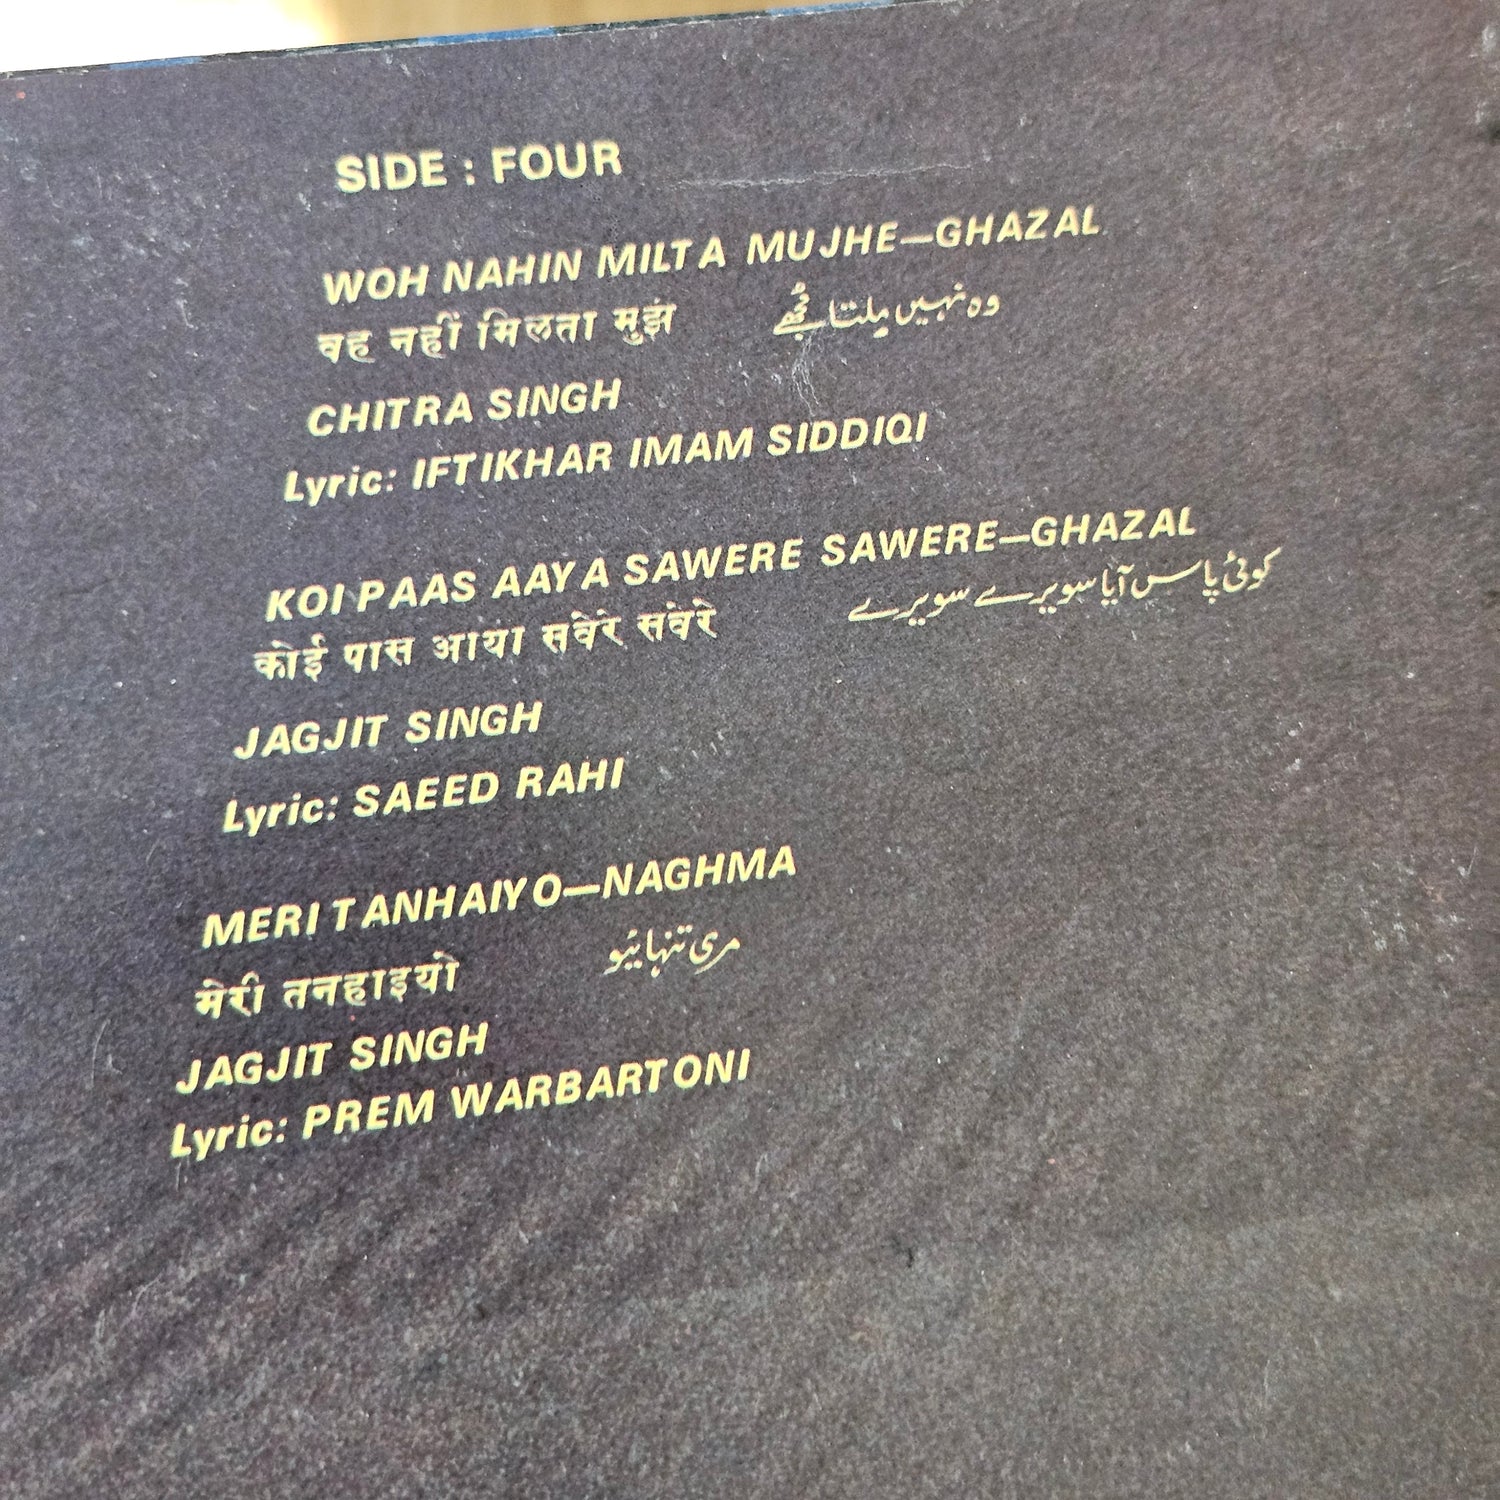 SIDE : FOUR
WOH NAHIN MILTA MUJHE—GHAZAL
वह नहीं मिलता मुझे وہ نہیں ملتا مجھے
CHITRA SINGH
Lyric: IFTIKHAR IMAM SIDDIQI
KOI PAAS AAYA SAWERE SAWERE—GHAZAL
कोई पास आया सवेरे सवेरे کوئی پاس آیا سویرے سویرے
JAGJIT SINGH
Lyric: SAEED RAHI
MERI TANHAIYO—NAGHMA
मेरी तनहाइयो مری تنہائیو
JAGJIT SINGH
Lyric: PREM WARBARTONI